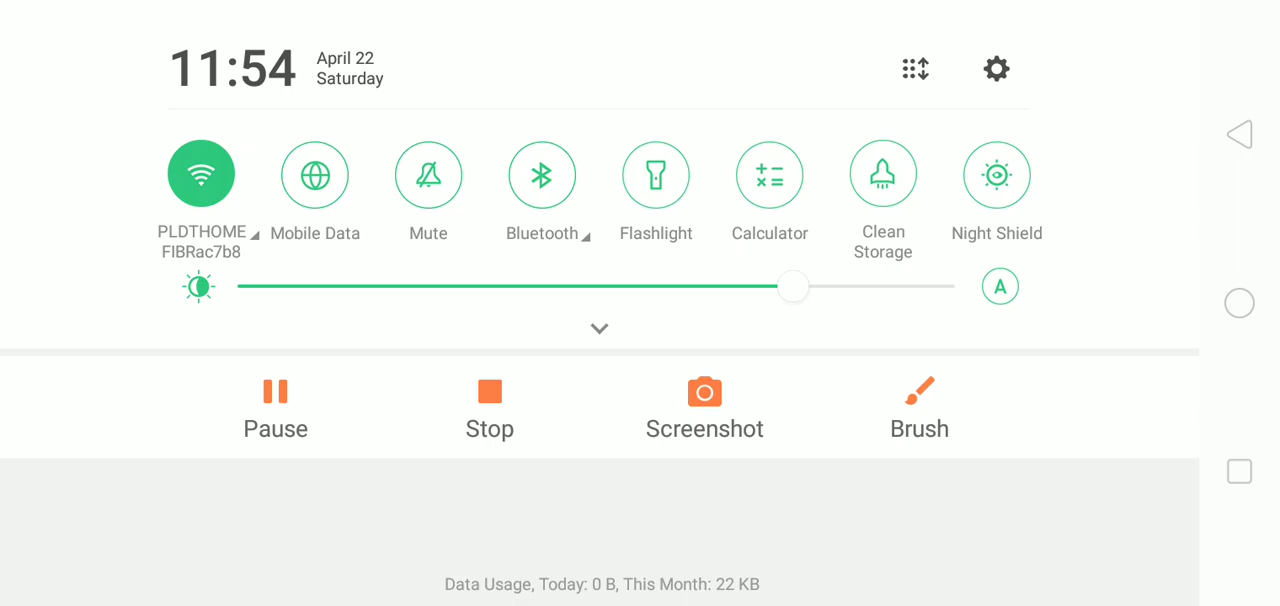 11:54
April 22
Saturday
PLDTHOME
FIBRac7b8
Mobile Data
Mute
Bluetooth
Flashlight
Calculator
Clean
Storage
Night Shield
A
Pause
Stop
Screenshot
Brush
Data Usage, Today: 0 B, This Month: 22 KB